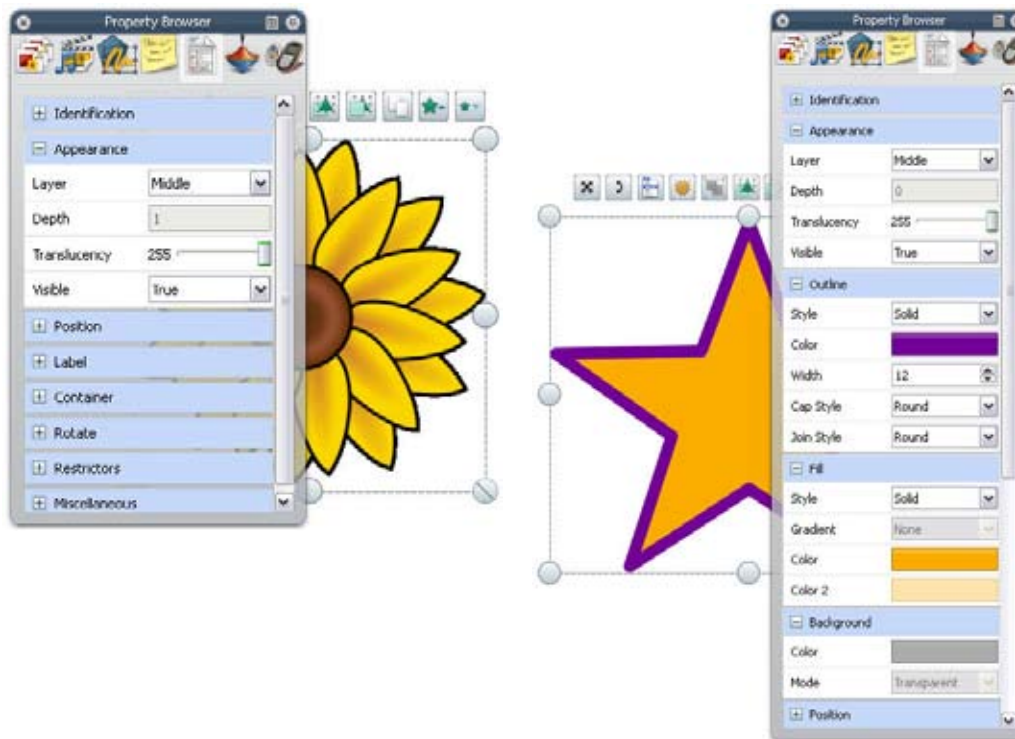 Property Browser
Identification
Appearance
Layer Middle
Depth 1
Translucency 255
Visible True
Position
Label
Container
Rotate
Restrictors
Miscellaneous
Property Browser
Identification
Appearance
Layer Middle
Depth 0
Translucency 255
Visible True
Outline
Style Solid
Color
Width 12
Cap Style Round
Join Style Round
Fill
Style Solid
Gradient None
Color
Color 2
Background
Color
Mode Transparent
Position